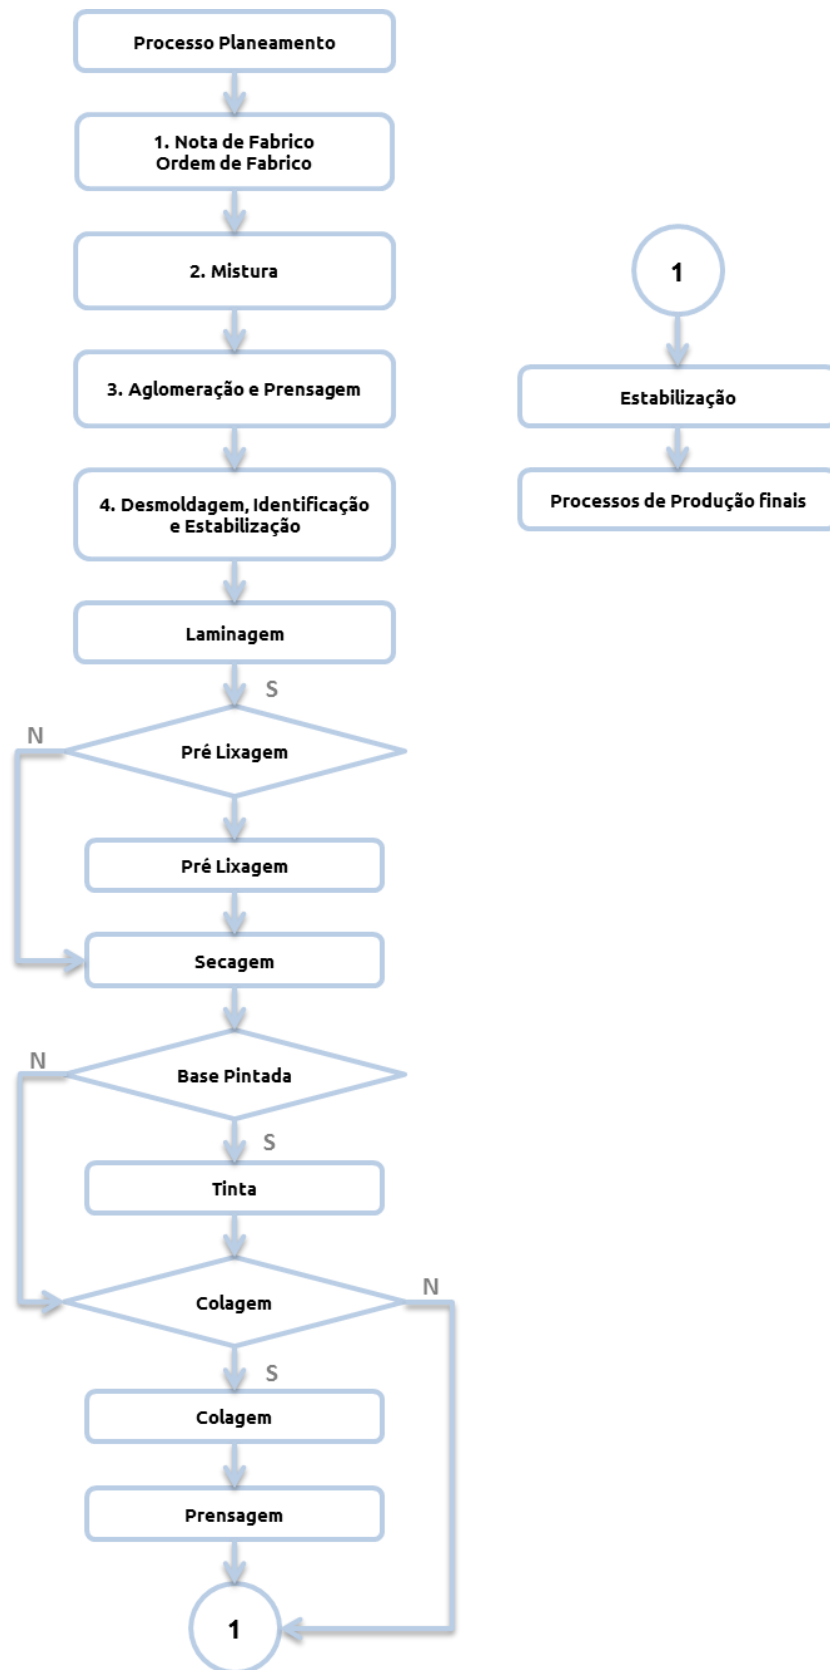 Processo Planeamento
1. Nota de Fabrico
Ordem de Fabrico
2. Mistura
3. Aglomeração e Prensagem
4. Desmoldagem, Identificação
e Estabilização
Laminagem
S
N
Pré Lixagem
Pré Lixagem
Secagem
N
Base Pintada
S
Tinta
N
Colagem
S
Colagem
Prensagem
1
1
Estabilização
Processos de Produção finais